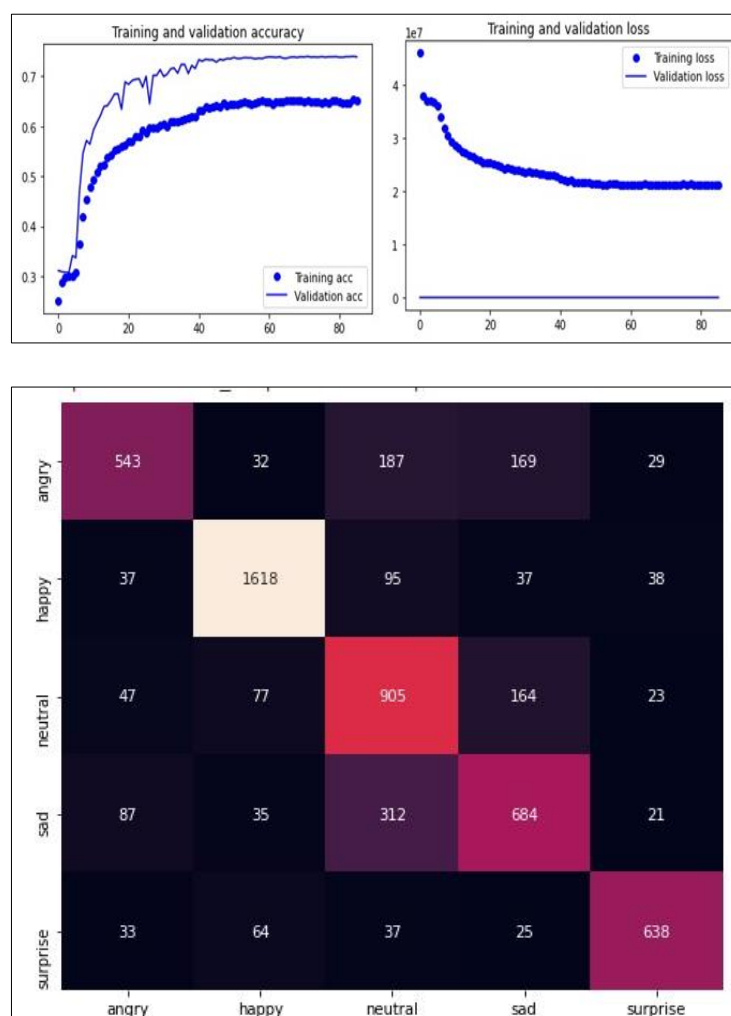 Training and validation accuracy
0.7
0.6
0.5
0.4
0.3
Training acc
Validation acc
0 20 40 60 80
Training and validation loss
1e7
Training loss
Validation loss
4
3
2
1
0
0 20 40 60 80
angry 543 32 187 169 29
happy 37 1618 95 37 38
neutral 47 77 905 164 23
sad 87 35 312 684 21
surprise 33 64 37 25 638
angry happy neutral sad surprise